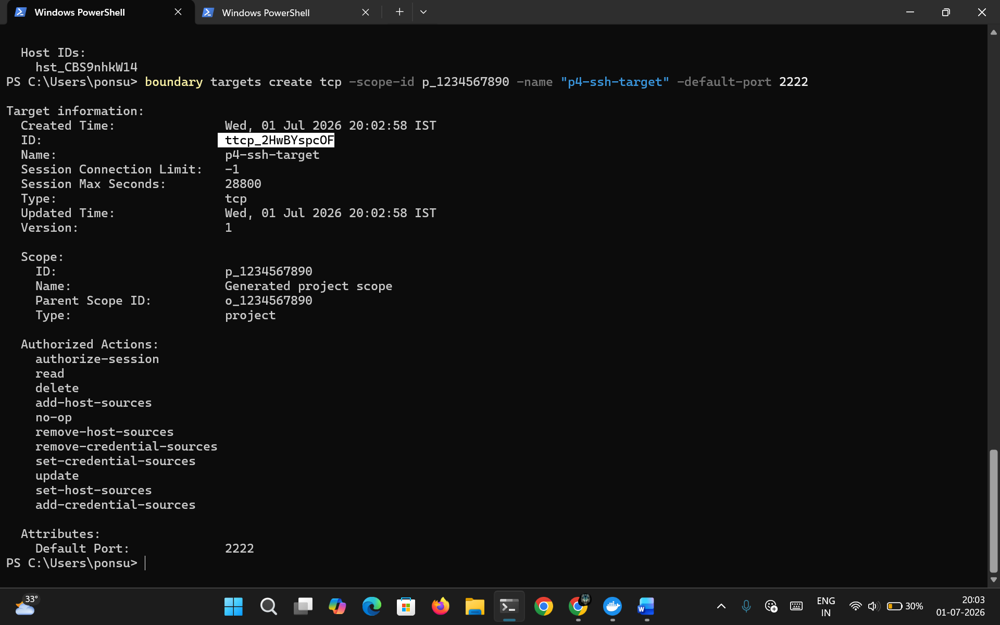 Windows PowerShell
Windows PowerShell
Host IDs:
hst_CBS9nhkW14
PS C:\Users\ponsu> boundary targets create tcp -scope-id p_1234567890 -name "p4-ssh-target" -default-port 2222
Target information:
Created Time: Wed, 01 Jul 2026 20:02:58 IST
ID: ttcp_2HwBYspcOF
Name: p4-ssh-target
Session Connection Limit: -1
Session Max Seconds: 28800
Type: tcp
Updated Time: Wed, 01 Jul 2026 20:02:58 IST
Version: 1
Scope:
ID: p_1234567890
Name: Generated project scope
Parent Scope ID: o_1234567890
Type: project
Authorized Actions:
authorize-session
read
delete
add-host-sources
no-op
remove-host-sources
remove-credential-sources
set-credential-sources
update
set-host-sources
add-credential-sources
Attributes:
Default Port: 2222
PS C:\Users\ponsu>
33°
ENG
IN
30%
20:03
01-07-2026